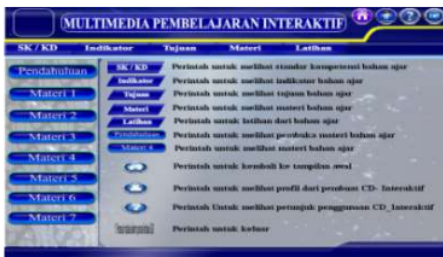 MULTIMEDIA PEMBELAJARAN INTERAKTIF
SK / KD Indikator Tujuan Materi Latihan
Pendahuluan
Materi 1
Materi 2
Materi 3
Materi 4
Materi 5
Materi 6
Materi 7
SK / KD Perintah untuk melihat standar kompetensi bahan ajar
Indikator Perintah untuk melihat indikator bahan ajar
Tujuan Perintah untuk melihat tujuan bahan ajar
Materi Perintah untuk melihat materi bahan ajar
Latihan Perintah untuk latihan dari bahan ajar
Pendahuluan Perintah untuk melihat pembuka materi bahan ajar
Materi 4 Perintah untuk melihat materi bahan ajar
Perintah untuk kembali ke tampilan awal
Perintah untuk melihat profil dari pembuat CD- Interaktif
Perintah Untuk melihat petunjuk penggunaan CD_Interaktif
Perintah untuk keluar